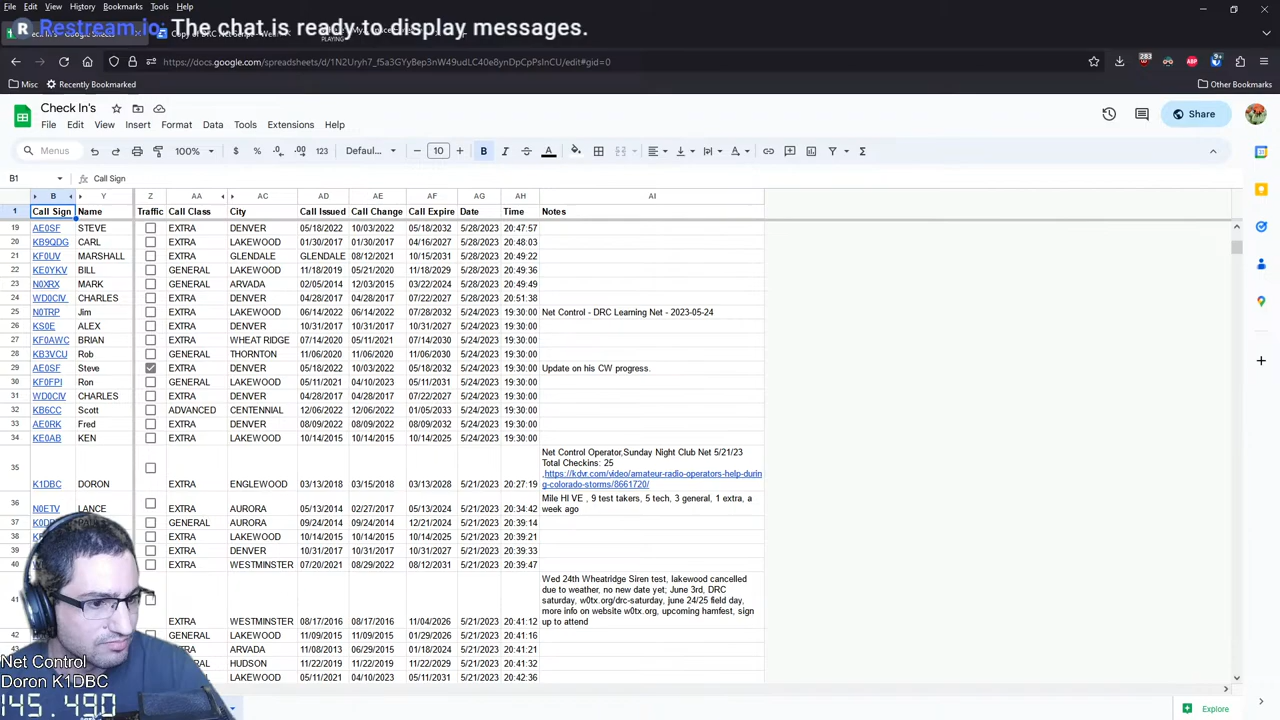 File Edit View History Bookmarks Tools Help
R Restream.io: The chat is ready to display messages.
PLAYING
https://docs.google.com/spreadsheets/d/1N2Uryh7_f5a3GYyBep3nW49udLC40e8ynDpCpPsInCU/edit#gid=0
Misc Recently Bookmarked Other Bookmarks
Check In's
File Edit View Insert Format Data Tools Extensions Help
Share
Menus 100% $ % .0 .00 123 Defaul... 10 B
B1 Call Sign
B Y Z AA AC AD AE AF AG AH AI
1 Call Sign Name Traffic Call Class City Call Issued Call Change Call Expire Date Time Notes
19 AE0SF STEVE EXTRA DENVER 05/18/2022 10/03/2022 05/18/2032 5/28/2023 20:47:57
20 KB9QDG CARL EXTRA LAKEWOOD 01/30/2017 01/30/2017 04/16/2027 5/28/2023 20:48:03
21 KF0UV MARSHALL EXTRA GLENDALE GLENDALE 08/12/2021 10/15/2031 5/28/2023 20:49:22
22 KE0YKV BILL GENERAL LAKEWOOD 11/18/2019 05/21/2020 11/18/2029 5/28/2023 20:49:36
23 N0XRX MARK GENERAL ARVADA 02/05/2014 12/03/2015 03/22/2024 5/28/2023 20:49:49
24 WD0CIV CHARLES EXTRA DENVER 04/28/2017 04/28/2017 07/22/2027 5/28/2023 20:51:38
25 N0TRP Jim EXTRA LAKEWOOD 06/14/2022 06/14/2022 07/28/2032 5/24/2023 19:30:00 Net Control - DRC Learning Net - 2023-05-24
26 KS0E ALEX EXTRA DENVER 10/31/2017 10/31/2017 10/31/2027 5/24/2023 19:30:00
27 KF0AWC BRIAN EXTRA WHEAT RIDGE 07/14/2020 05/11/2021 07/14/2030 5/24/2023 19:30:00
28 KB3VCU Rob GENERAL THORNTON 11/06/2020 11/06/2020 11/06/2030 5/24/2023 19:30:00
29 AE0SF Steve EXTRA DENVER 05/18/2022 10/03/2022 05/18/2032 5/24/2023 19:30:00 Update on his CW progress.
30 KF0FPI Ron GENERAL LAKEWOOD 05/11/2021 04/10/2023 05/11/2031 5/24/2023 19:30:00
31 WD0CIV CHARLES EXTRA DENVER 04/28/2017 04/28/2017 07/22/2027 5/24/2023 19:30:00
32 KB6CC Scott ADVANCED CENTENNIAL 12/06/2022 12/06/2022 01/05/2033 5/24/2023 19:30:00
33 AE0RK Fred EXTRA DENVER 08/09/2022 08/09/2022 08/09/2032 5/24/2023 19:30:00
34 KE0AB KEN EXTRA LAKEWOOD 10/14/2015 10/14/2015 10/14/2025 5/24/2023 19:30:00
Net Control Operator,Sunday Night Club Net 5/21/23
Total Checkins: 25
,https://kdvr.com/video/amateur-radio-operators-help-durin
g-colorado-storms/8661720/
35 K1DBC DORON EXTRA ENGLEWOOD 03/13/2018 03/15/2018 03/13/2028 5/21/2023 20:27:19
Mile HI VE , 9 test takers, 5 tech, 3 general, 1 extra, a
week ago
36 N0ETV LANCE EXTRA AURORA 05/13/2014 02/27/2017 05/13/2024 5/21/2023 20:34:42
37 GENERAL AURORA 09/24/2014 09/24/2014 12/21/2024 5/21/2023 20:39:14
38 EXTRA LAKEWOOD 10/14/2015 10/14/2015 10/14/2025 5/21/2023 20:39:21
39 EXTRA DENVER 10/31/2017 10/31/2017 10/31/2027 5/21/2023 20:39:33
40 EXTRA WESTMINSTER 07/20/2021 08/29/2022 08/12/2031 5/21/2023 20:39:47
Wed 24th Wheatridge Siren test, lakewood cancelled
due to weather, no new date yet; June 3rd, DRC
saturday, w0tx.org/drc-saturday, june 24/25 field day,
more info on website w0tx.org, upcoming hamfest, sign
up to attend
41 EXTRA WESTMINSTER 08/17/2016 08/17/2016 11/04/2026 5/21/2023 20:41:12
42 GENERAL LAKEWOOD 11/09/2015 11/09/2015 01/29/2026 5/21/2023 20:41:16
43 ARVADA 11/08/2013 06/29/2015 01/18/2024 5/21/2023 20:41:21
HUDSON 11/22/2019 11/22/2019 11/22/2029 5/21/2023 20:41:32
LAKEWOOD 05/11/2021 04/10/2023 05/11/2031 5/21/2023 20:42:36
Net Control
Doron K1DBC
145.490
Explore